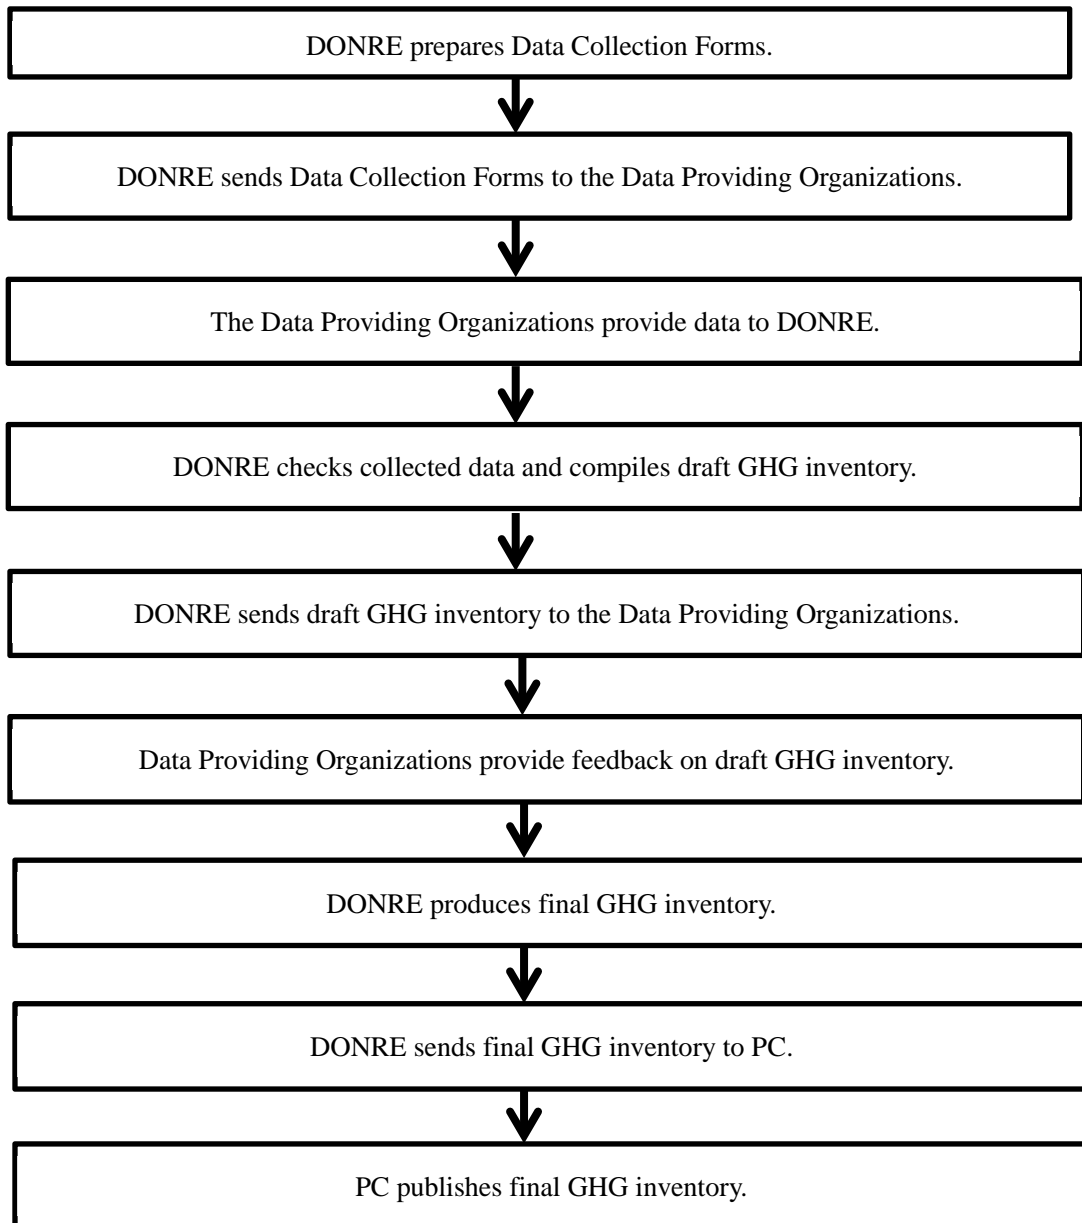 DONRE prepares Data Collection Forms.
DONRE sends Data Collection Forms to the Data Providing Organizations.
The Data Providing Organizations provide data to DONRE.
DONRE checks collected data and compiles draft GHG inventory.
DONRE sends draft GHG inventory to the Data Providing Organizations.
Data Providing Organizations provide feedback on draft GHG inventory.
DONRE produces final GHG inventory.
DONRE sends final GHG inventory to PC.
PC publishes final GHG inventory.